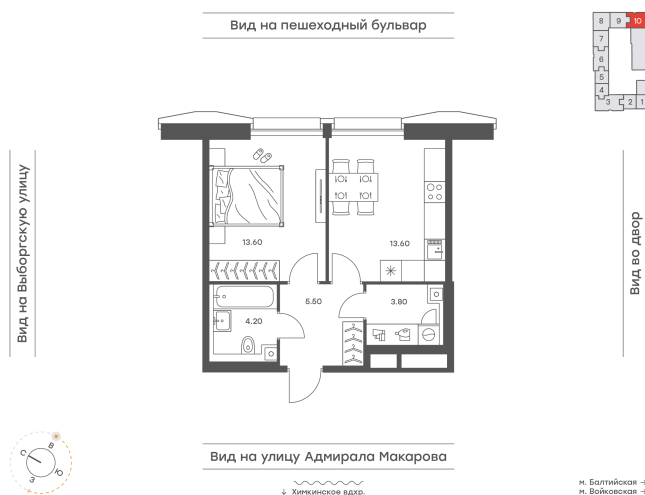 Вид на пешеходный бульвар
8 9 10
7
6
5
4
3 2 1
Вид на Выборгскую улицу
Вид во двор
13.60 13.60
5.50 3.80
4.20
С В Ю З
Вид на улицу Адмирала Макарова
↓ Химкинское вдхр.
м. Балтийская →
м. Войковская →